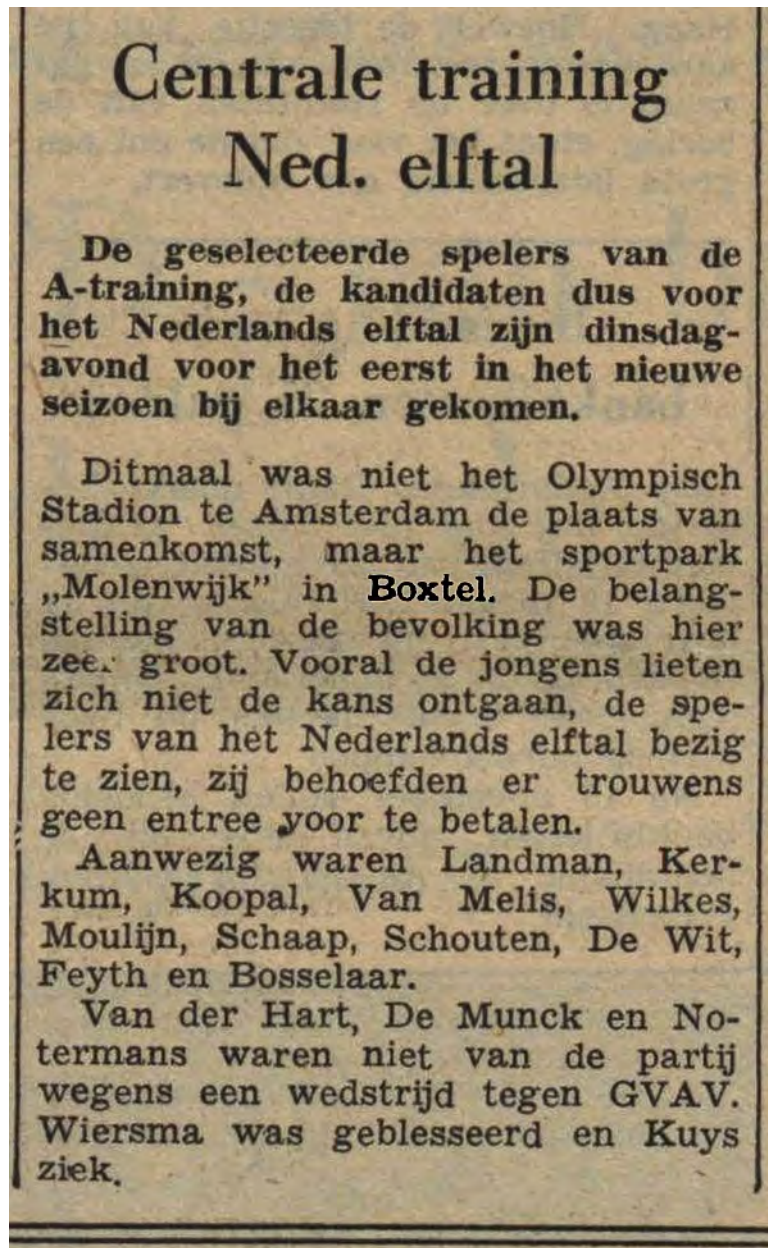 Centrale training
Ned. elftal
De geselecteerde spelers van de
A-training, de kandidaten dus voor
het Nederlands elftal zijn dinsdag-
avond voor het eerst in het nieuwe
seizoen bij elkaar gekomen.
Ditmaal was niet het Olympisch
Stadion te Amsterdam de plaats van
samenkomst, maar het sportpark
„Molenwijk” in Boxtel. De belang-
stelling van de bevolking was hier
zeer groot. Vooral de jongens lieten
zich niet de kans ontgaan, de spe-
lers van het Nederlands elftal bezig
te zien, zij behoefden er trouwens
geen entree voor te betalen.
Aanwezig waren Landman, Ker-
kum, Koopal, Van Melis, Wilkes,
Moulijn, Schaap, Schouten, De Wit,
Feyth en Bosselaar.
Van der Hart, De Munck en No-
termans waren niet van de partij
wegens een wedstrijd tegen GVAV.
Wiersma was geblesseerd en Kuys
ziek.